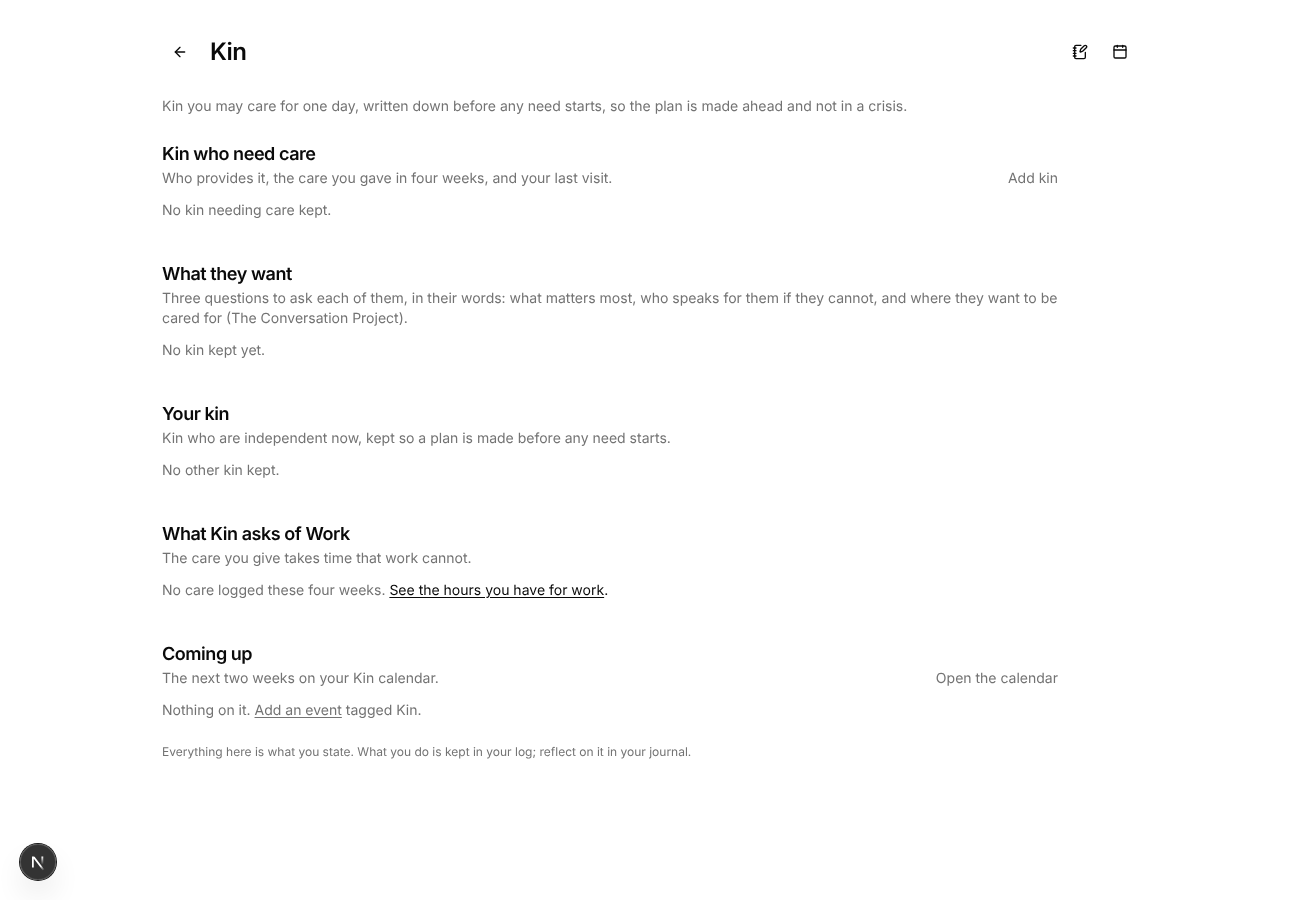 Kin
Kin you may care for one day, written down before any need starts, so the plan is made ahead and not in a crisis.
Kin who need care
Who provides it, the care you gave in four weeks, and your last visit.
Add kin
No kin needing care kept.
What they want
Three questions to ask each of them, in their words: what matters most, who speaks for them if they cannot, and where they want to be
cared for (The Conversation Project).
No kin kept yet.
Your kin
Kin who are independent now, kept so a plan is made before any need starts.
No other kin kept.
What Kin asks of Work
The care you give takes time that work cannot.
No care logged these four weeks. See the hours you have for work.
Coming up
The next two weeks on your Kin calendar.
Open the calendar
Nothing on it. Add an event tagged Kin.
Everything here is what you state. What you do is kept in your log; reflect on it in your journal.
N